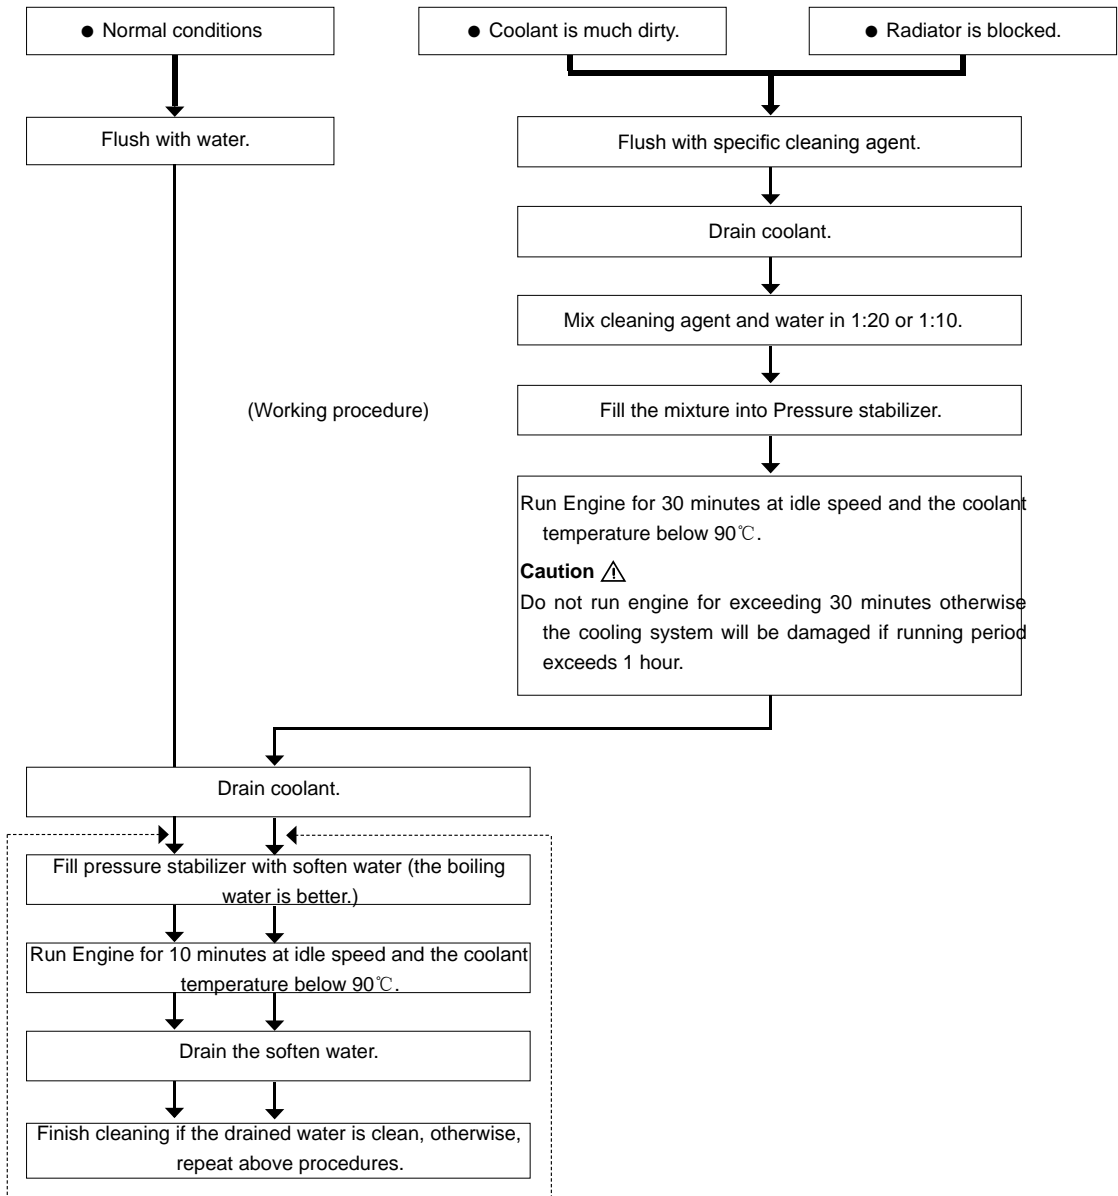 ● Normal conditions
● Coolant is much dirty.
● Radiator is blocked.
Flush with water.
Flush with specific cleaning agent.
Drain coolant.
Mix cleaning agent and water in 1:20 or 1:10.
(Working procedure)
Fill the mixture into Pressure stabilizer.
Run Engine for 30 minutes at idle speed and the coolant
temperature below 90℃.
Caution ⚠
Do not run engine for exceeding 30 minutes otherwise
the cooling system will be damaged if running period
exceeds 1 hour.
Drain coolant.
Fill pressure stabilizer with soften water (the boiling
water is better.)
Run Engine for 10 minutes at idle speed and the coolant
temperature below 90℃.
Drain the soften water.
Finish cleaning if the drained water is clean, otherwise,
repeat above procedures.